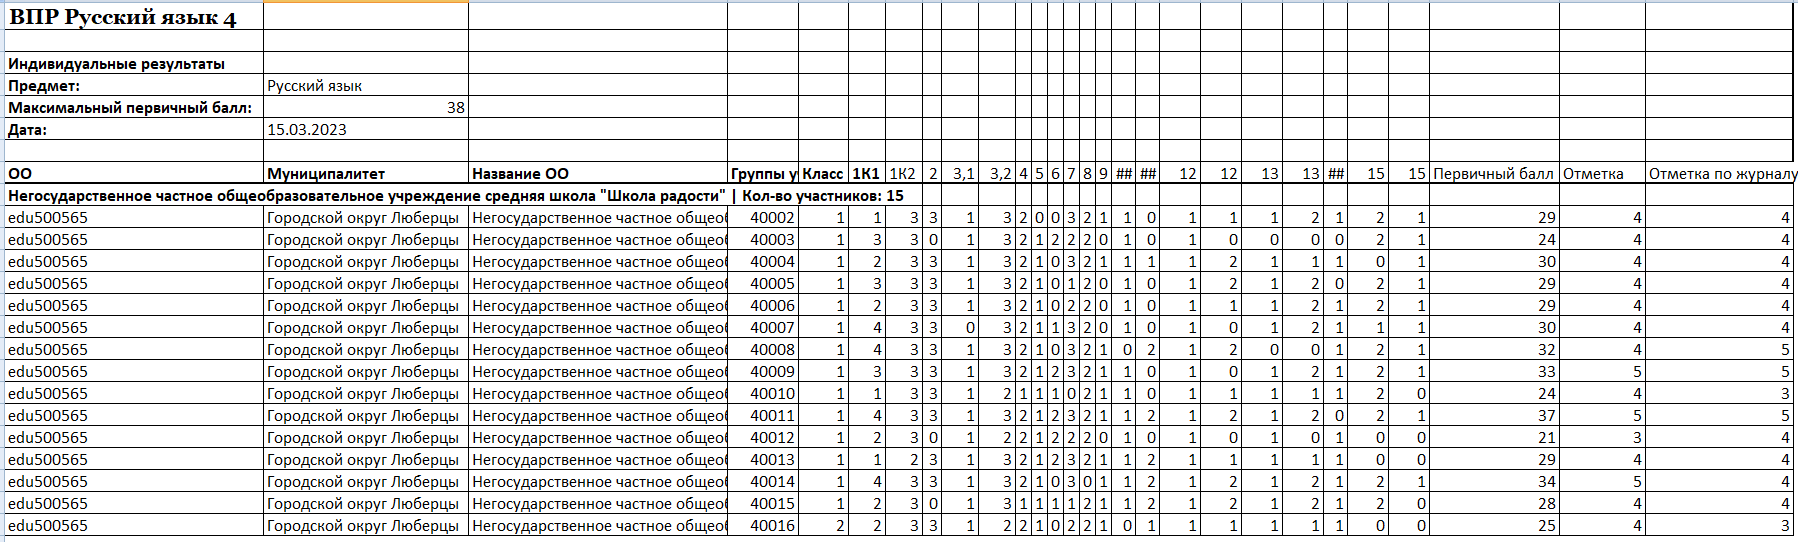 ВПР Русский язык 4
Индивидуальные результаты
Предмет: Русский язык
Максимальный первичный балл: 38
Дата: 15.03.2023
ОО Муниципалитет Название ОО Группы у Класс 1К1 1К2 2 3,1 3,2 4 5 6 7 8 9 ## ## 12 12 13 13 ## 15 15 Первичный балл Отметка Отметка по журналу
Негосударственное частное общеобразовательное учреждение средняя школа "Школа радости" | Кол-во участников: 15
edu500565 Городской округ Люберцы Негосударственное частное общеоб 40002 1 1 3 3 1 3 2 0 0 3 2 1 1 0 1 1 1 2 1 2 1 29 4 4
edu500565 Городской округ Люберцы Негосударственное частное общеоб 40003 1 3 3 0 1 3 2 1 2 2 2 0 1 0 1 0 0 0 0 2 1 24 4 4
edu500565 Городской округ Люберцы Негосударственное частное общеоб 40004 1 2 3 3 1 3 2 1 0 3 2 1 1 1 1 2 1 1 1 0 1 30 4 4
edu500565 Городской округ Люберцы Негосударственное частное общеоб 40005 1 3 3 3 1 3 2 1 0 1 2 0 1 0 1 2 1 2 0 2 1 29 4 4
edu500565 Городской округ Люберцы Негосударственное частное общеоб 40006 1 2 3 3 1 3 2 1 0 2 2 0 1 0 1 1 1 2 1 2 1 29 4 4
edu500565 Городской округ Люберцы Негосударственное частное общеоб 40007 1 4 3 3 0 3 2 1 1 3 2 0 1 0 1 0 1 2 1 1 1 30 4 4
edu500565 Городской округ Люберцы Негосударственное частное общеоб 40008 1 4 3 3 1 3 2 1 0 3 2 1 0 2 1 2 0 0 1 2 1 32 4 5
edu500565 Городской округ Люберцы Негосударственное частное общеоб 40009 1 3 3 3 1 3 2 1 2 3 2 1 1 0 1 0 1 2 1 2 1 33 5 5
edu500565 Городской округ Люберцы Негосударственное частное общеоб 40010 1 1 3 3 1 2 1 1 1 0 2 1 1 0 1 1 1 1 1 2 0 24 4 3
edu500565 Городской округ Люберцы Негосударственное частное общеоб 40011 1 4 3 3 1 3 2 1 2 3 2 1 1 2 1 2 1 2 0 2 1 37 5 5
edu500565 Городской округ Люберцы Негосударственное частное общеоб 40012 1 2 3 0 1 2 2 1 2 2 2 0 1 0 1 0 1 0 1 0 0 21 3 4
edu500565 Городской округ Люберцы Негосударственное частное общеоб 40013 1 1 2 3 1 3 2 1 2 3 2 1 1 2 1 1 1 1 1 0 0 29 4 4
edu500565 Городской округ Люберцы Негосударственное частное общеоб 40014 1 4 3 3 1 3 2 1 0 3 0 1 1 2 1 2 1 2 1 2 1 34 5 4
edu500565 Городской округ Люберцы Негосударственное частное общеоб 40015 1 2 3 0 1 3 1 1 1 1 2 1 1 2 1 2 1 2 1 2 0 28 4 4
edu500565 Городской округ Люберцы Негосударственное частное общеоб 40016 2 2 3 3 1 2 2 1 0 2 2 1 0 1 1 1 1 1 1 0 0 25 4 3